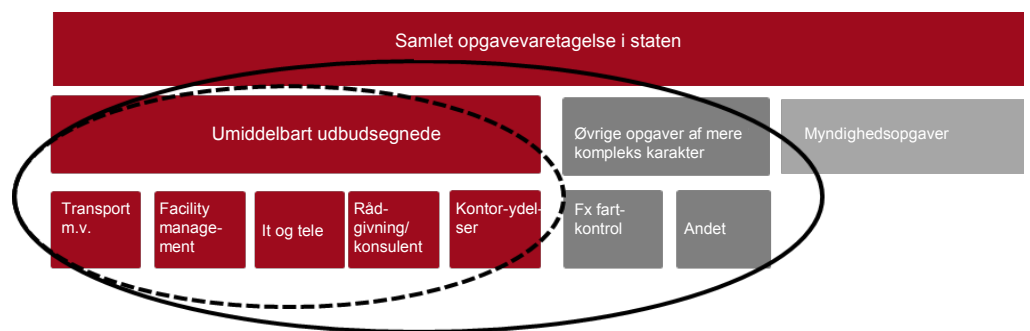 Samlet opgavevaretagelse i staten
Umiddelbart udbudsegnede
Øvrige opgaver af mere
kompleks karakter
Myndighedsopgaver
Transport
m.v.
Facility
manage-
ment
It og tele
Råd-
givning/
konsulent
Kontor-ydel-
ser
Fx fart-
kontrol
Andet